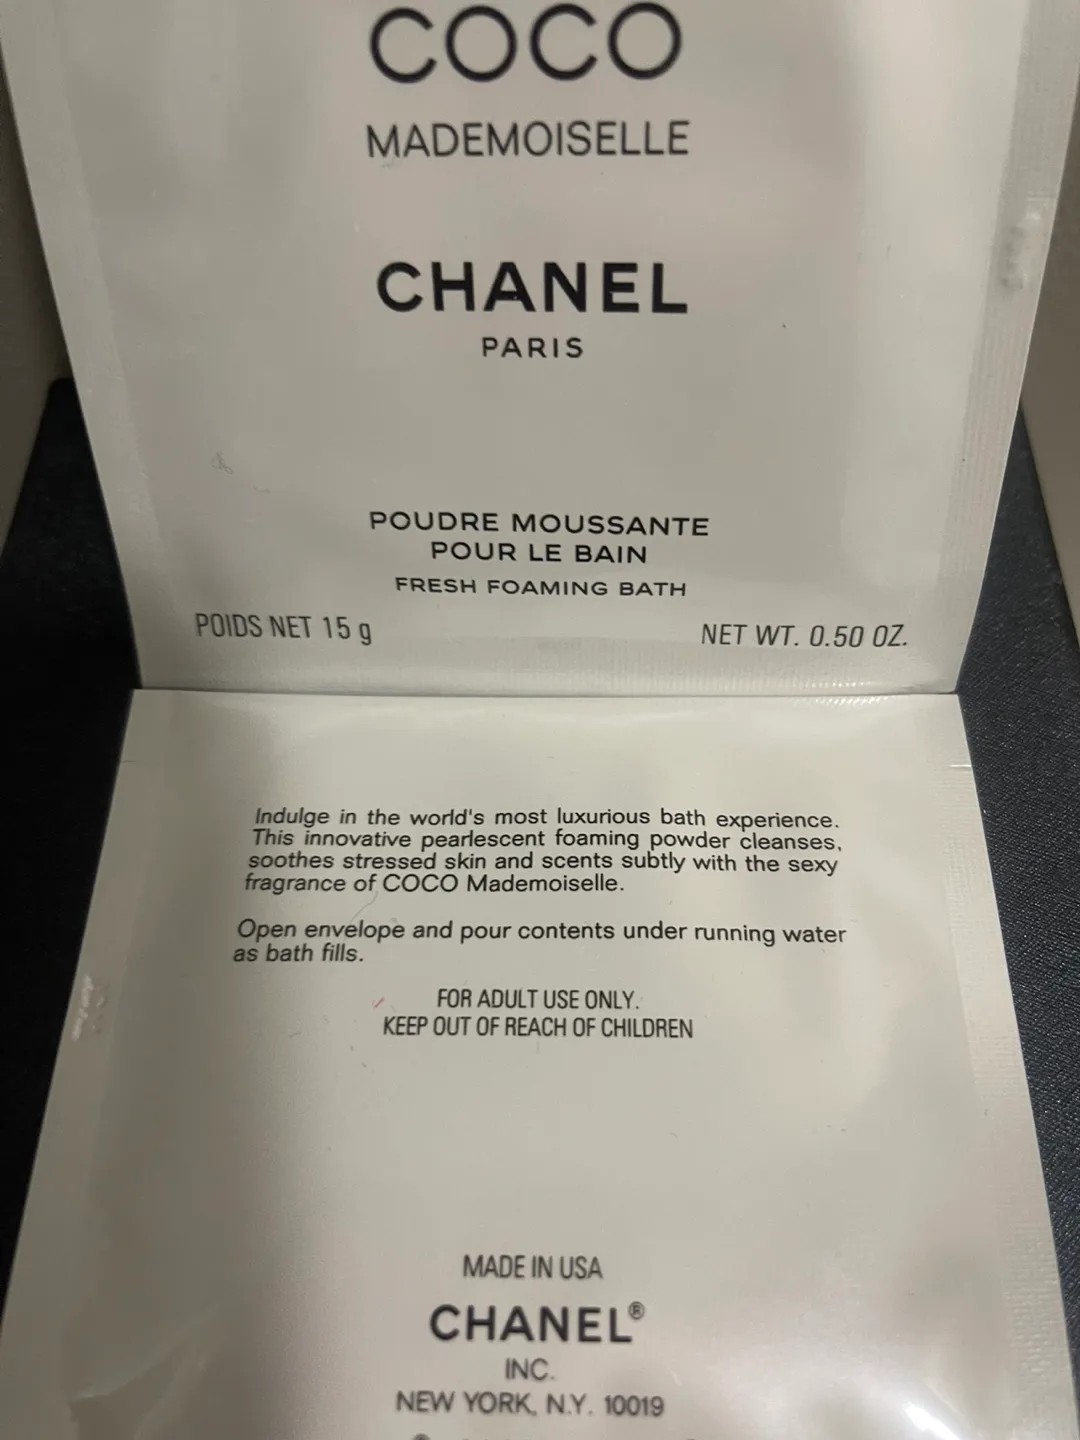 COCO
MADEMOISELLE
CHANEL
PARIS
POUDRE MOUSSANTE
POUR LE BAIN
FRESH FOAMING BATH
POIDS NET 15 g
NET WT. 0.50 OZ.
Indulge in the world's most luxurious bath experience.
This innovative pearlescent foaming powder cleanses,
soothes stressed skin and scents subtly with the sexy
fragrance of COCO Mademoiselle.
Open envelope and pour contents under running water
as bath fills.
FOR ADULT USE ONLY.
KEEP OUT OF REACH OF CHILDREN
MADE IN USA
CHANEL®
INC.
NEW YORK, N.Y. 10019